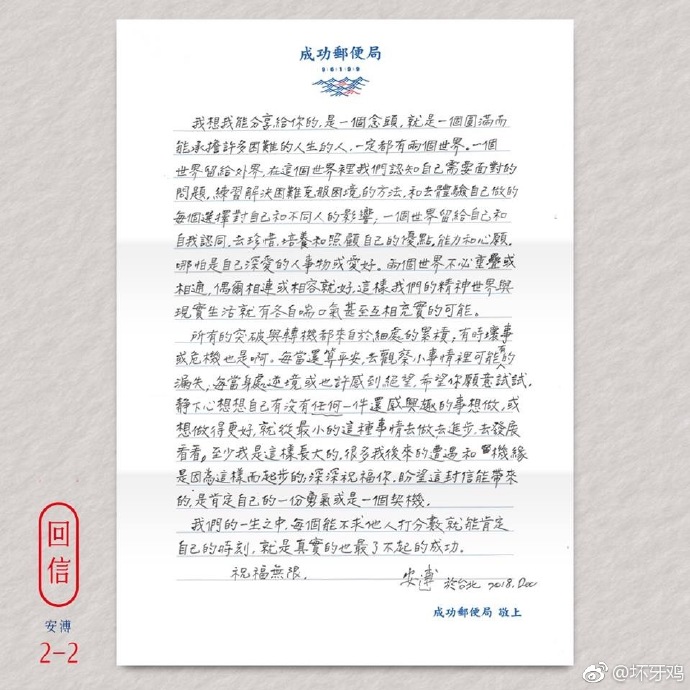 成功郵便局
96199
我想我能分享給你的,是一個念頭,就是一個圓滿而
能承擔許多困難的人生的人,一定都有兩個世界。一個
世界留給外界,在這個世界裡我們認知自己需要面對的
問題,練習解決困難克服困境的方法,和去體驗自己做的
每個選擇對自己和不同人的影響,一個世界留給自己和
自我認同,去珍惜、培養和照顧自己的優點、能力和心願。
哪怕是自己深愛的人事物或愛好。兩個世界不必重疊或
相通,偶爾相連或相容就好,這樣我們的精神世界與
現實生活就有各自喘口氣甚至互相充實的可能。
所有的突破與轉機都來自於細處的累積,有時壞事
或危機也是啊。每當還算平安,去觀察小事情裡可能有的
漏失,每當身處逆境或也許感到絕望,希望你願意試試,
靜下心想想自己有沒有任何一件還感興趣的事想做,或
想做得更好,就從最小的這種事情去做去進步、去發展
看看,至少我是這樣長大的,很多我後來的遭遇和機緣
是因為這樣而起步的,深深祝福你,盼望這封信能帶來
的,是肯定自己的一份勇氣或是一個契機。
我們的一生之中,每個能不求他人打分數就能肯定
自己的時刻,就是真實的也最了不起的成功。
祝福無限,
安溥 於台北 2018.Dec
成功郵便局 敬上
回信
安溥
2-2
@坏牙鸡